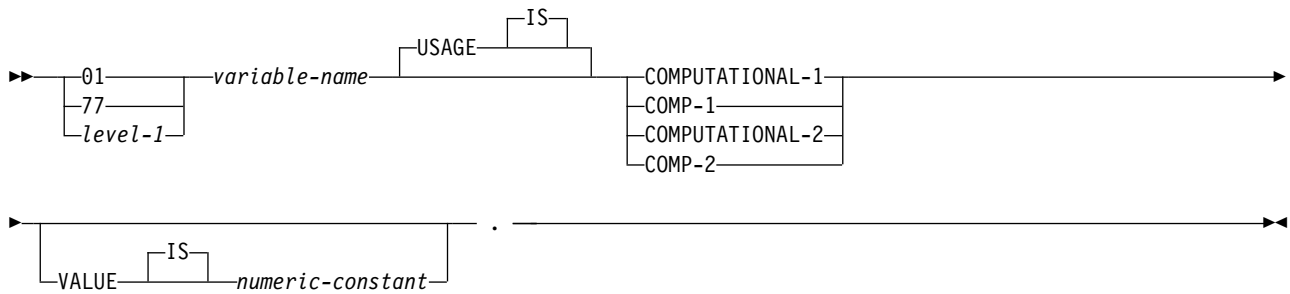 IS
USAGE
01 variable-name COMPUTATIONAL-1
77 COMP-1
level-1 COMPUTATIONAL-2
COMP-2
.
IS
VALUE numeric-constant